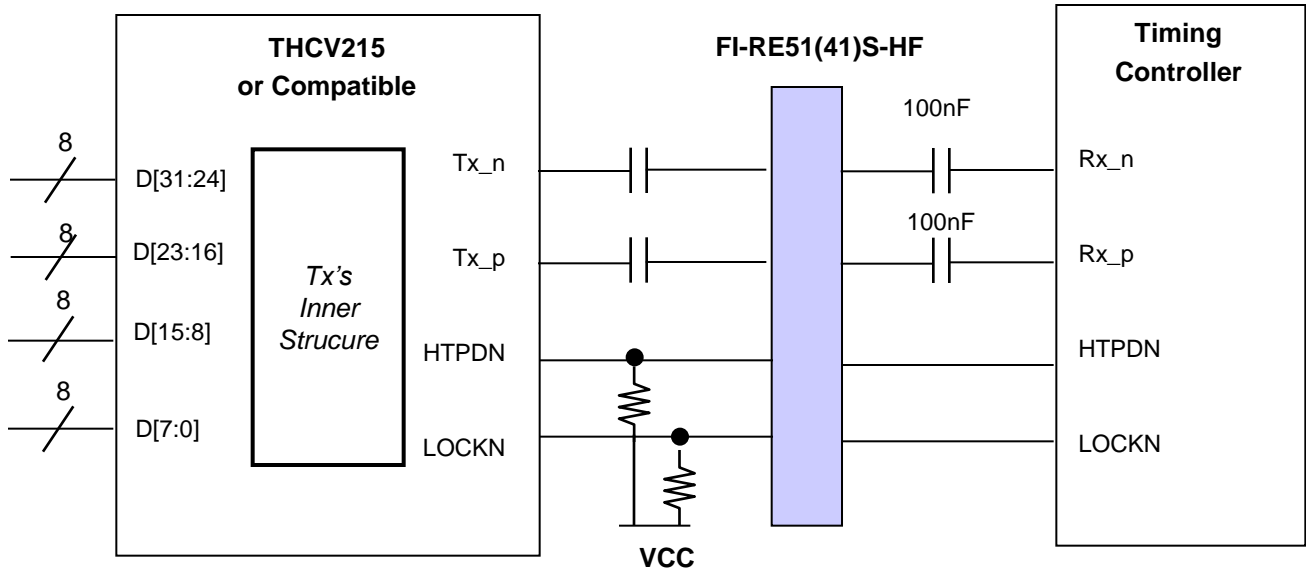 THCV215
or Compatible
FI-RE51(41)S-HF
Timing
Controller
100nF
8
D[31:24]
Tx_n
Rx_n
8
D[23:16]
Tx_p
100nF
Rx_p
Tx's
Inner
Strucure
8
D[15:8]
HTPDN
HTPDN
8
D[7:0]
LOCKN
LOCKN
VCC